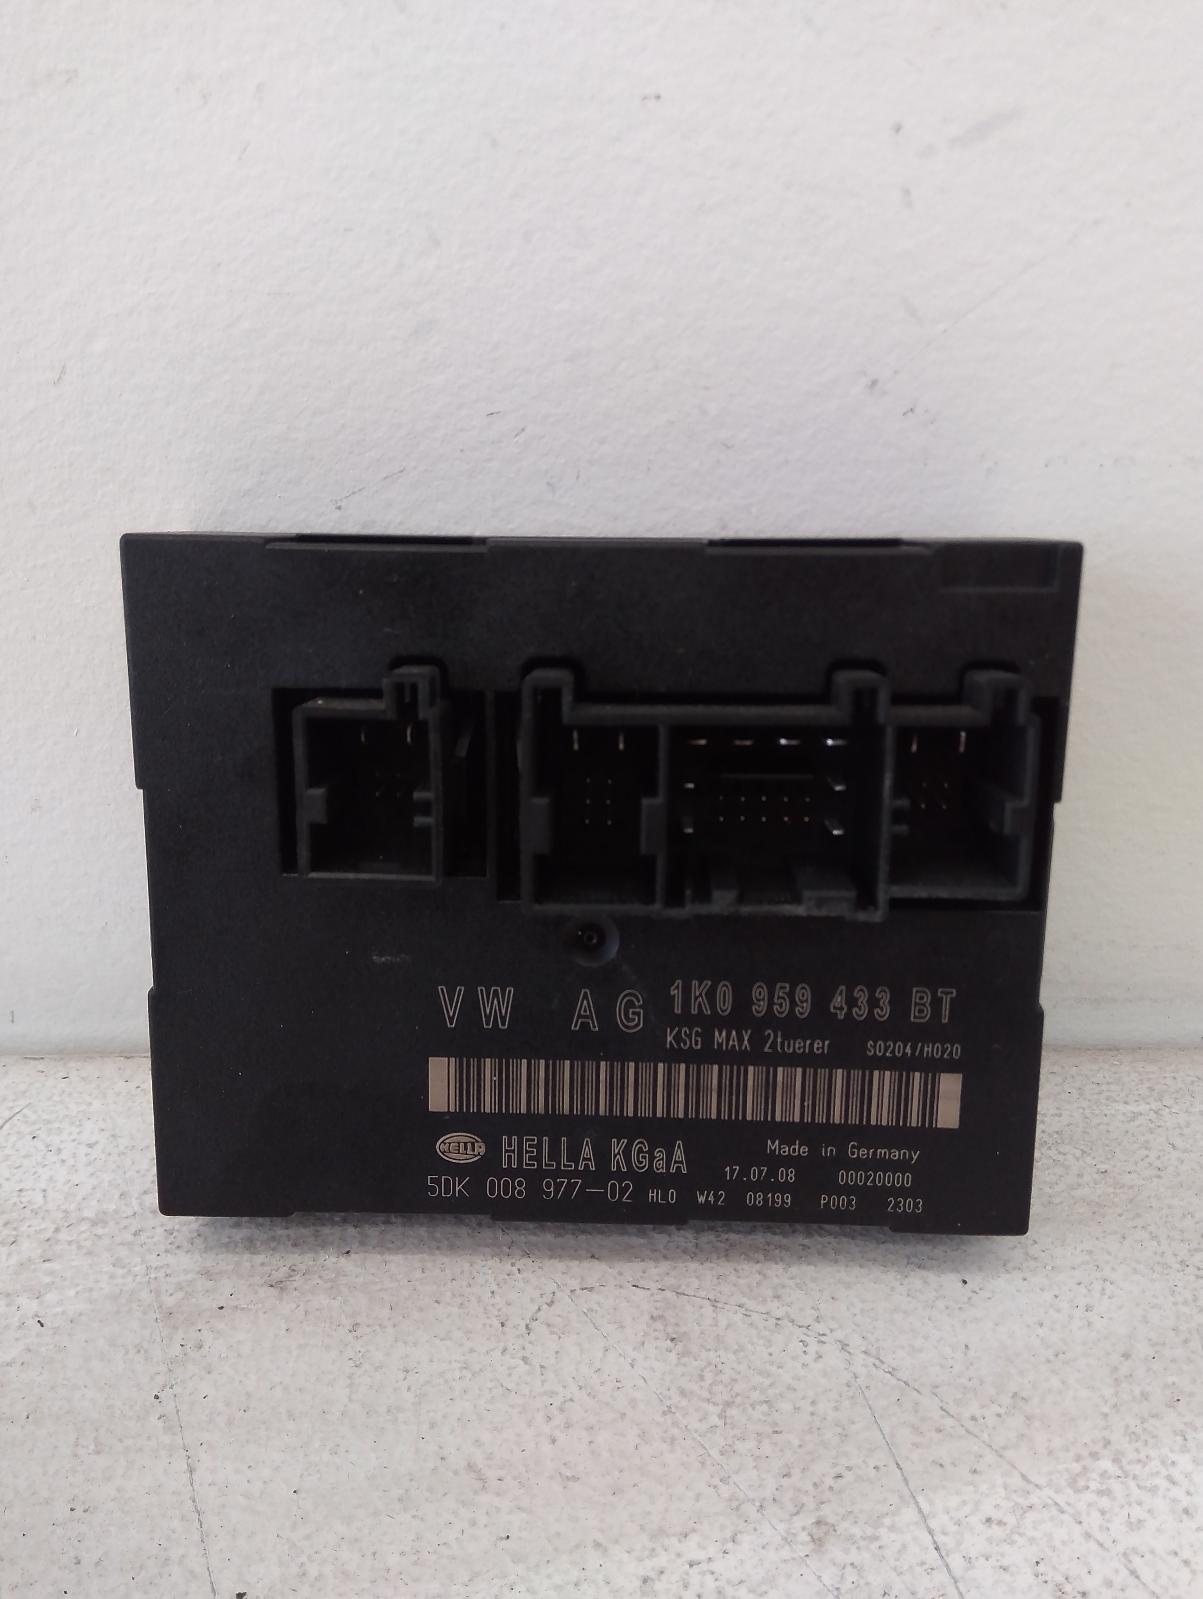 VW AG 1K0 959 433 BT
KSG MAX 2tuerer S0204/H020
HELLA HELLA KGaA Made in Germany
17.07.08 00020000
5DK 008 977-02 HL0 W42 08199 P003 2303